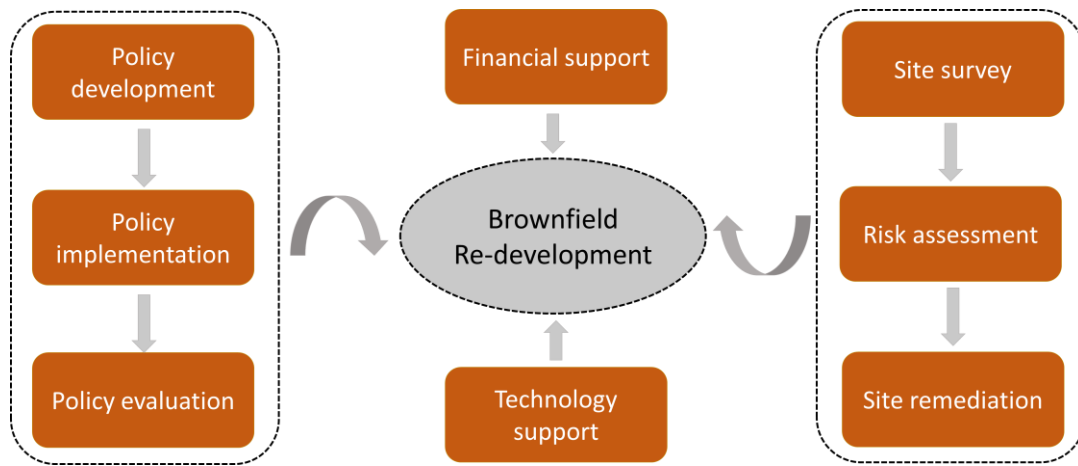 Policy
development
Policy
implementation
Policy evaluation
Financial support
Brownfield
Re-development
Technology
support
Site survey
Risk assessment
Site remediation